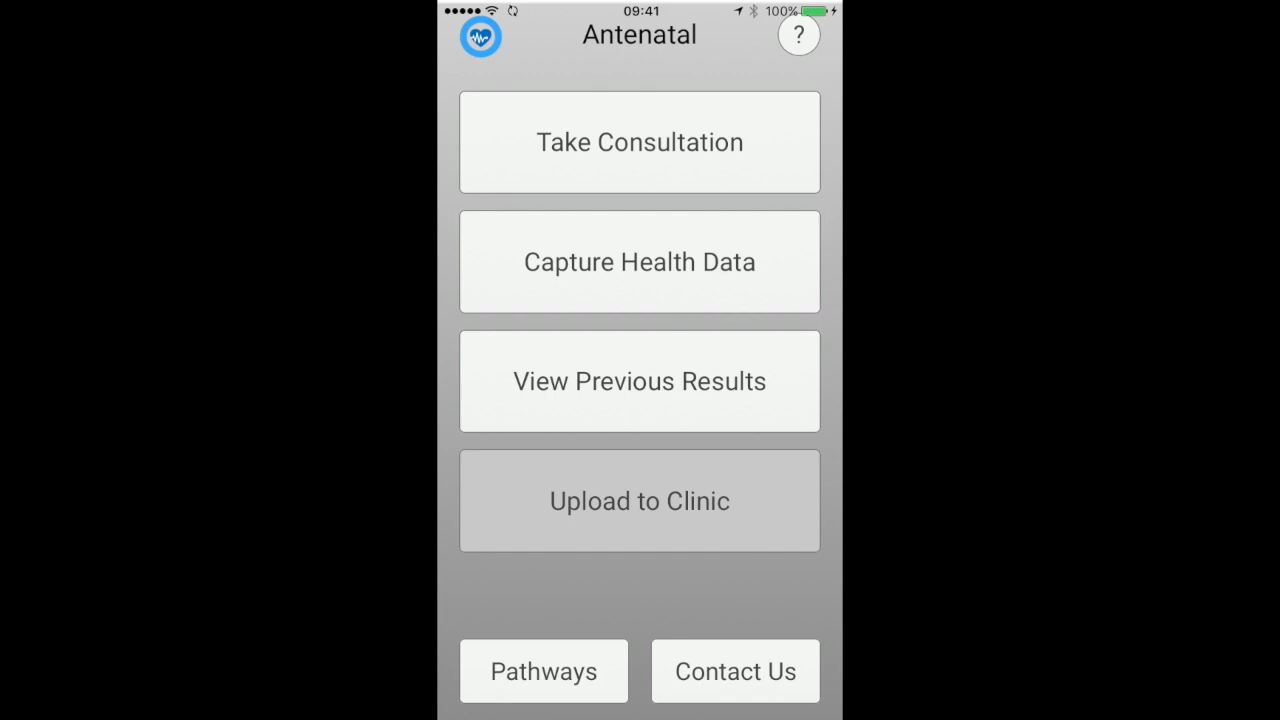 09:41
100%
Antenatal
?
Take Consultation
Capture Health Data
View Previous Results
Upload to Clinic
Pathways
Contact Us